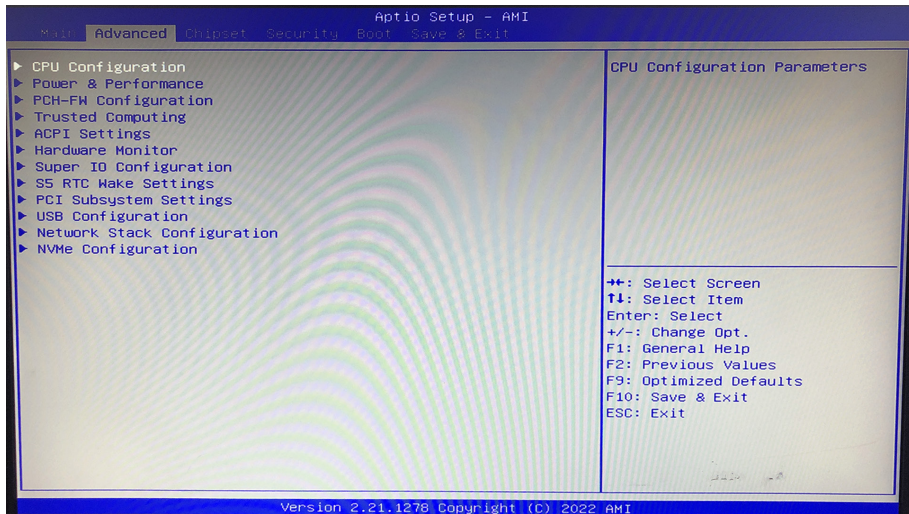 Aptio Setup - AMI
Main Advanced Chipset Security Boot Save & Exit
CPU Configuration
Power & Performance
PCH-FW Configuration
Trusted Computing
ACPI Settings
Hardware Monitor
Super IO Configuration
S5 RTC Wake Settings
PCI Subsystem Settings
USB Configuration
Network Stack Configuration
NVMe Configuration
CPU Configuration Parameters
→←: Select Screen
↑↓: Select Item
Enter: Select
+/-: Change Opt.
F1: General Help
F2: Previous Values
F9: Optimized Defaults
F10: Save & Exit
ESC: Exit
Version 2.21.1278 Copyright (C) 2022 AMI